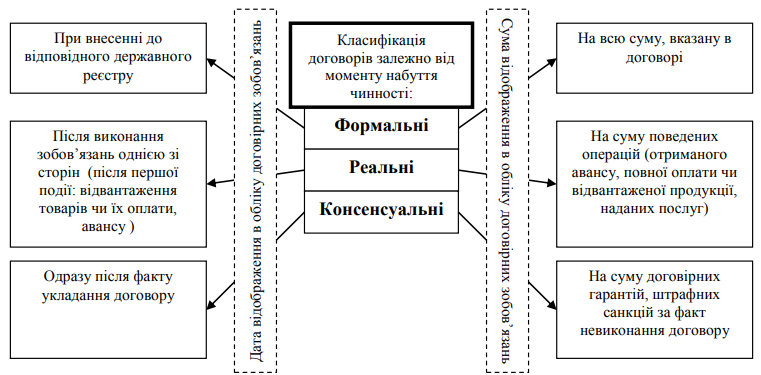 При внесенні до
відповідного державного
реєстру
Після виконання
зобов’язань однією зі
сторін (після першої
події: відвантаження
товарів чи їх оплати,
авансу )
Одразу після факту
укладання договору
Дата відображення в обліку договірних зобов’язань
Класифікація
договорів залежно від
моменту набуття
чинності:
Формальні
Реальні
Консенсуальні
Сума відображення в обліку договірних зобов’язань
На всю суму, вказану в
договорі
На суму поведених
операцій (отриманого
авансу, повної оплати чи
відвантаженої продукції,
наданих послуг)
На суму договірних
гарантій, штрафних
санкцій за факт
невиконання договору